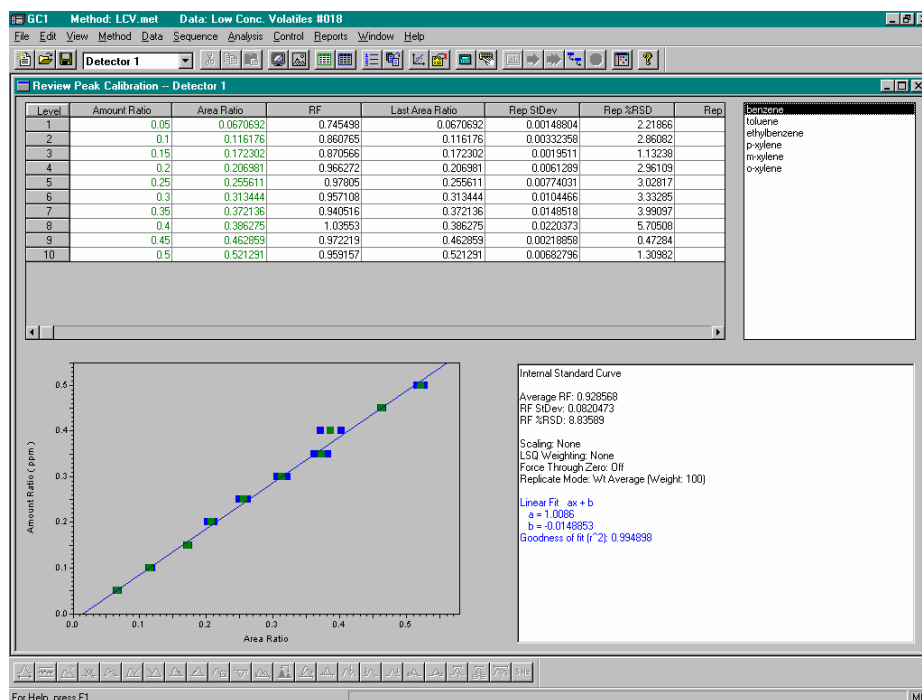 GC1 Method: LCV.met Data: Low Conc. Volatiles #018
File Edit View Method Data Sequence Analysis Control Reports Window Help
Detector 1
Review Peak Calibration -- Detector 1
Level Amount Ratio Area Ratio RF Last Area Ratio Rep StDev Rep %RSD Rep
1 0.05 0.0670692 0.745498 0.0670692 0.00148804 2.21866
2 0.1 0.116176 0.860765 0.116176 0.00332358 2.86082
3 0.15 0.172302 0.870566 0.172302 0.0019511 1.13238
4 0.2 0.206981 0.966272 0.206981 0.0061289 2.96109
5 0.25 0.255611 0.97805 0.255611 0.00774031 3.02817
6 0.3 0.313444 0.957108 0.313444 0.0104466 3.33285
7 0.35 0.372136 0.940516 0.372136 0.0148518 3.99097
8 0.4 0.386275 1.03553 0.386275 0.0220373 5.70508
9 0.45 0.462859 0.972219 0.462859 0.00218858 0.47284
10 0.5 0.521291 0.959157 0.521291 0.00682796 1.30982
benzene
toluene
ethylbenzene
p-xylene
m-xylene
o-xylene
Amount Ratio ( ppm )
0.5
0.4
0.3
0.2
0.1
0.0
0.0 0.1 0.2 0.3 0.4 0.5
Area Ratio
Internal Standard Curve
Average RF: 0.928568
RF StDev: 0.0820473
RF %RSD: 8.83589
Scaling: None
LSQ Weighting: None
Force Through Zero: Off
Replicate Mode: Wt Average (Weight: 100)
Linear Fit ax + b
a = 1.0086
b = -0.0148853
Goodness of fit (r^2): 0.994898
For Help, press F1